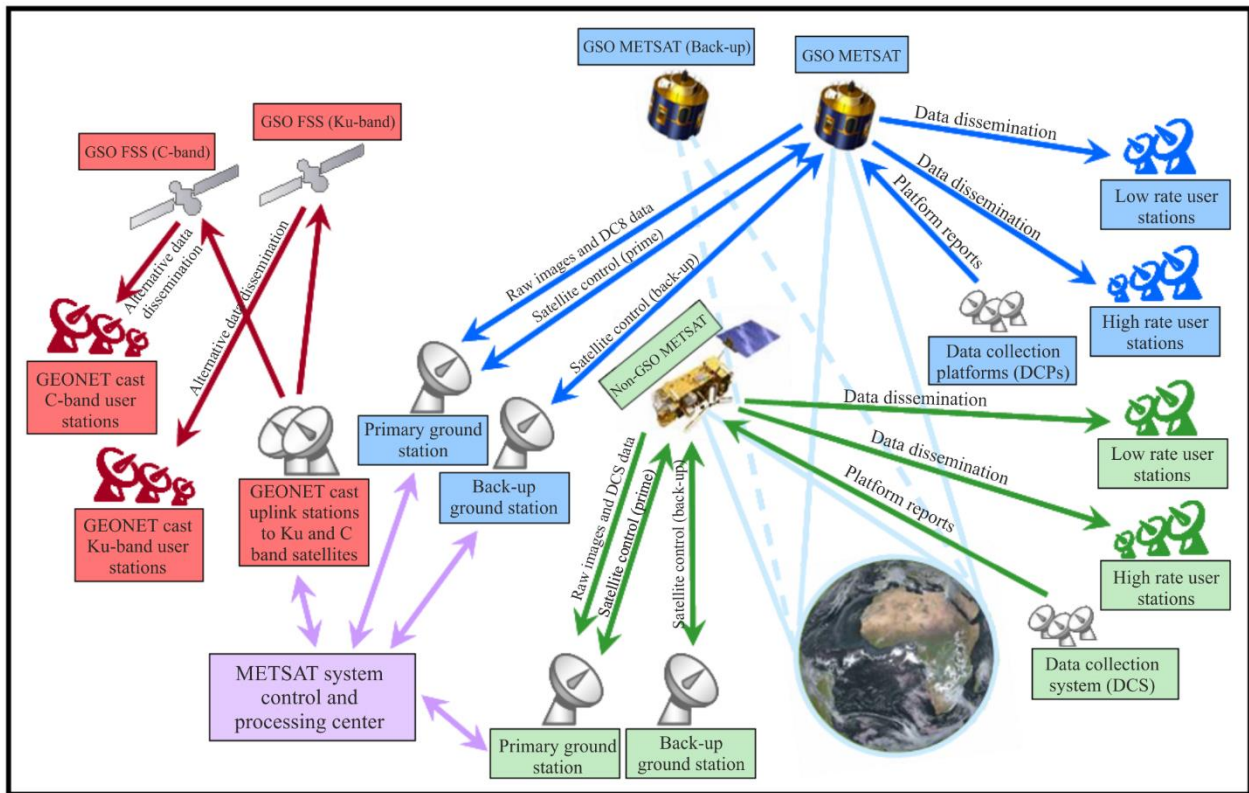 GSO METSAT (Back-up)
GSO METSAT
GSO FSS (Ku-band)
GSO FSS (C-band)
Data dissemination
Low rate user
stations
Data dissemination
Platform reports
High rate user
stations
Data collection
platforms (DCPs)
Raw images and DC8 data
Satellite control (prime)
Satellite control (back-up)
Alternative data
dissemination
Alternative data dissemination
GEONET cast
C-band user
stations
GEONET cast
Ku-band user
stations
GEONET cast
uplink stations
to Ku and C
band satellites
Primary ground
station
Back-up
ground station
Non-GSO METSAT
Data dissemination
Low rate user
stations
Data dissemination
Platform reports
High rate user
stations
Data collection
system (DCS)
Raw images and DCS data
Satellite control (prime)
Satellite control (back-up)
METSAT system
control and
processing center
Primary ground
station
Back-up
ground station